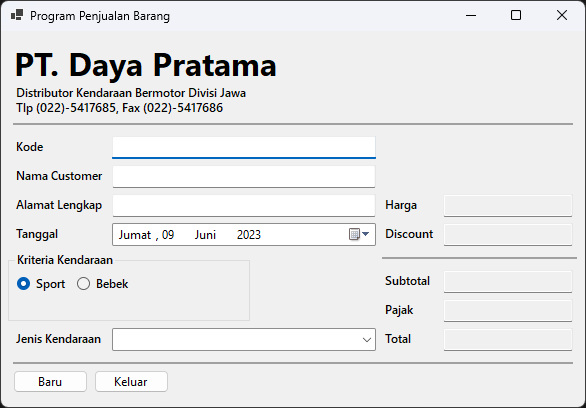 Program Penjualan Barang
PT. Daya Pratama
Distributor Kendaraan Bermotor Divisi Jawa
Tlp (022)-5417685, Fax (022)-5417686
Kode
Nama Customer
Alamat Lengkap
Harga
Tanggal
Jumat , 09 Juni 2023
Discount
Kriteria Kendaraan
Sport
Bebek
Subtotal
Pajak
Jenis Kendaraan
Total
Baru
Keluar